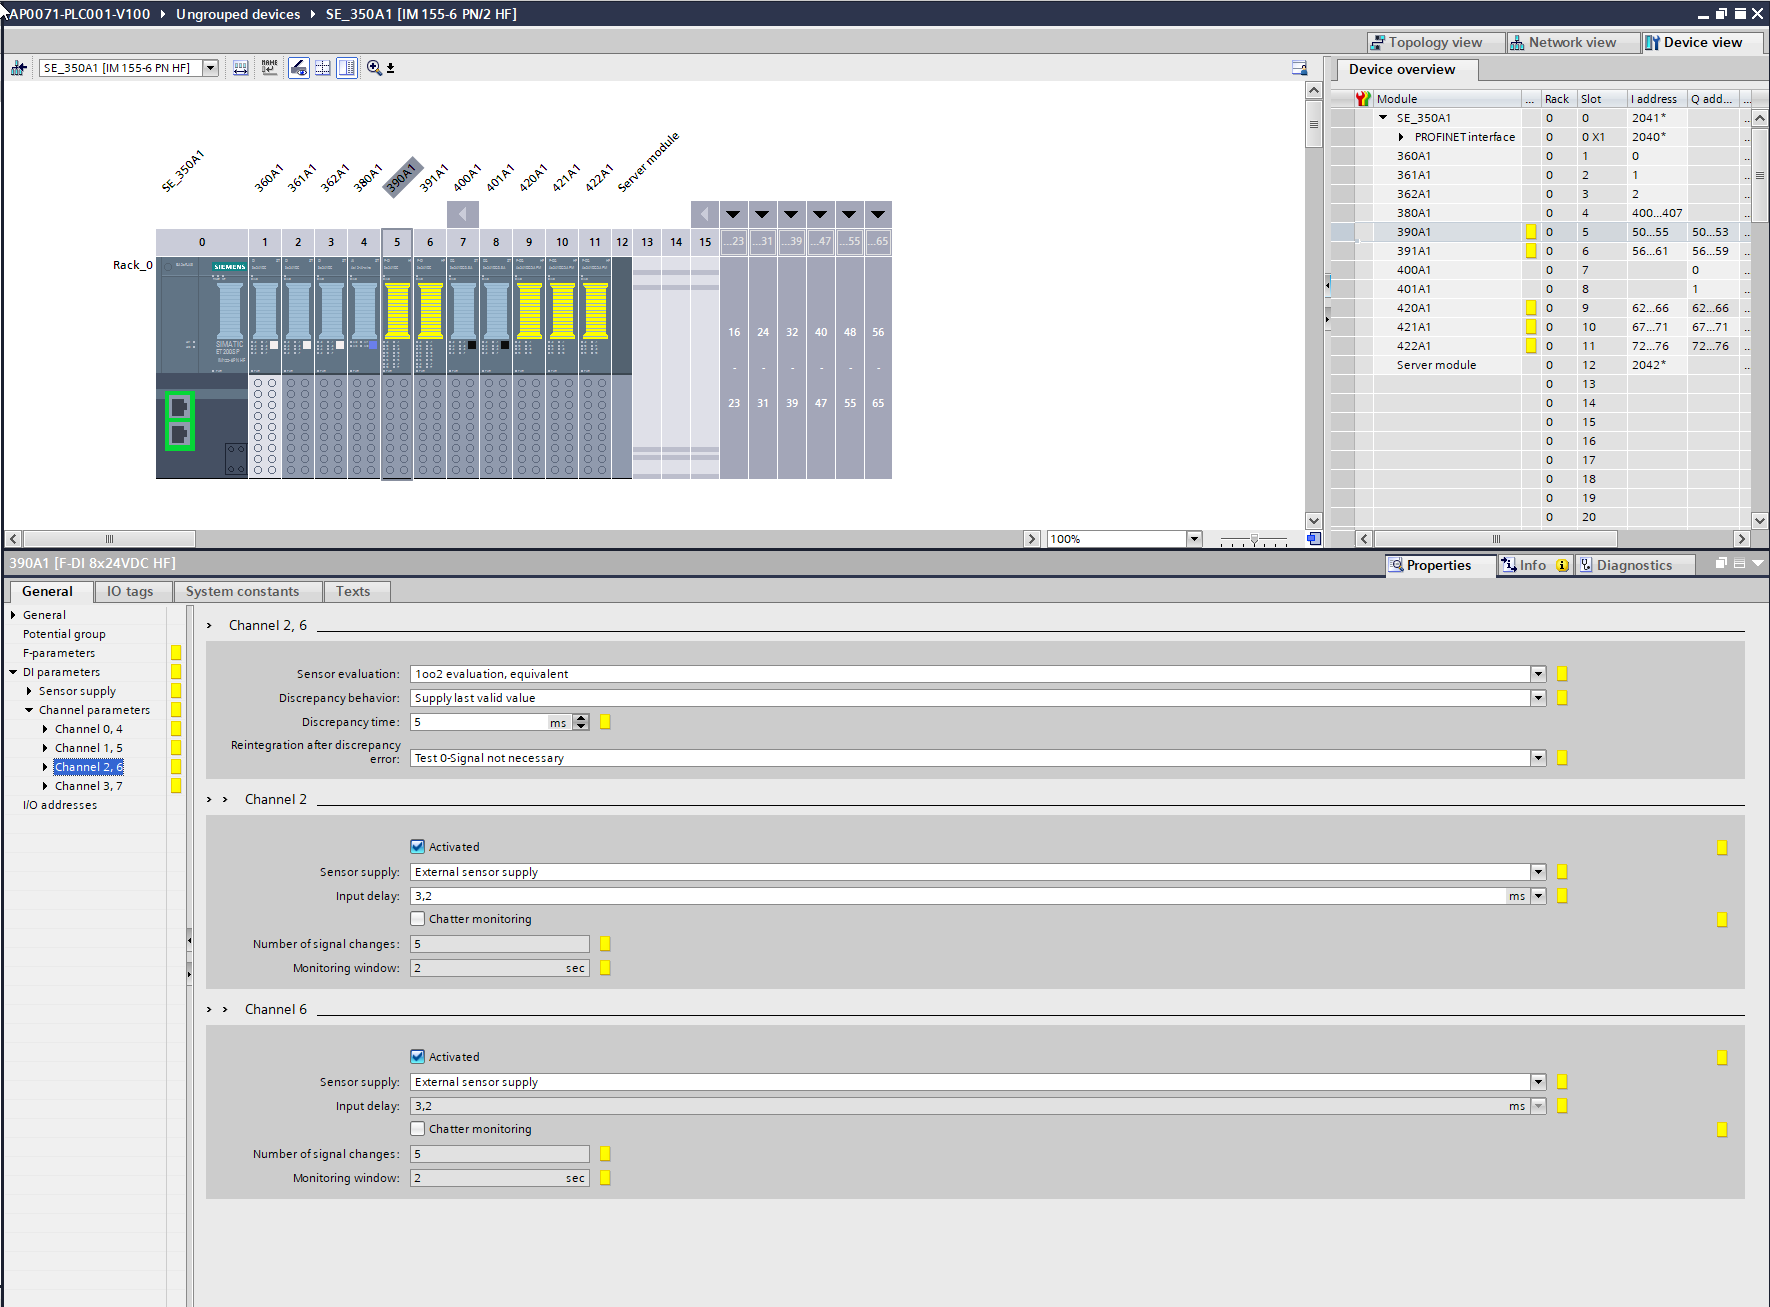 AP0071-PLC001-V100 Ungrouped devices SE_350A1 [IM 155-6 PN/2 HF]
Topology view Network view Device view
SE_350A1 [IM 155-6 PN HF]
NAME
Device overview
Module ... Rack Slot I address Q add... ...
SE_350A1 0 0 2041* ..
PROFINET interface 0 0 X1 2040* ..
360A1 0 1 0 ..
361A1 0 2 1 ..
362A1 0 3 2 ..
380A1 0 4 400...407 ..
390A1 0 5 50...55 50...53 ..
391A1 0 6 56...61 56...59 ..
400A1 0 7 0 ..
401A1 0 8 1 ..
420A1 0 9 62...66 62...66 ..
421A1 0 10 67...71 67...71 ..
422A1 0 11 72...76 72...76 ..
Server module 0 12 2042* ..
0 13
0 14
0 15
0 16
0 17
0 18
0 19
0 20
SE_350A1 360A1 361A1 362A1 380A1 390A1 391A1 400A1 401A1 420A1 421A1 422A1 Server module
0 1 2 3 4 5 6 7 8 9 10 11 12 13 14 15 ...23 ...31 ...39 ...47 ...55 ...65
Rack_0
SIEMENS
SIMATIC
ET 200SP
16 24 32 40 48 56
- - - - - -
23 31 39 47 55 65
100%
390A1 [F-DI 8x24VDC HF]
Properties Info Diagnostics
General IO tags System constants Texts
General
Potential group
F-parameters
DI parameters
Sensor supply
Channel parameters
Channel 0, 4
Channel 1, 5
Channel 2, 6
Channel 3, 7
I/O addresses
Channel 2, 6
Sensor evaluation: 1oo2 evaluation, equivalent
Discrepancy behavior: Supply last valid value
Discrepancy time: 5 ms
Reintegration after discrepancy
error: Test 0-Signal not necessary
Channel 2
Activated
Sensor supply: External sensor supply
Input delay: 3,2 ms
Chatter monitoring
Number of signal changes: 5
Monitoring window: 2 sec
Channel 6
Activated
Sensor supply: External sensor supply
Input delay: 3,2 ms
Chatter monitoring
Number of signal changes: 5
Monitoring window: 2 sec